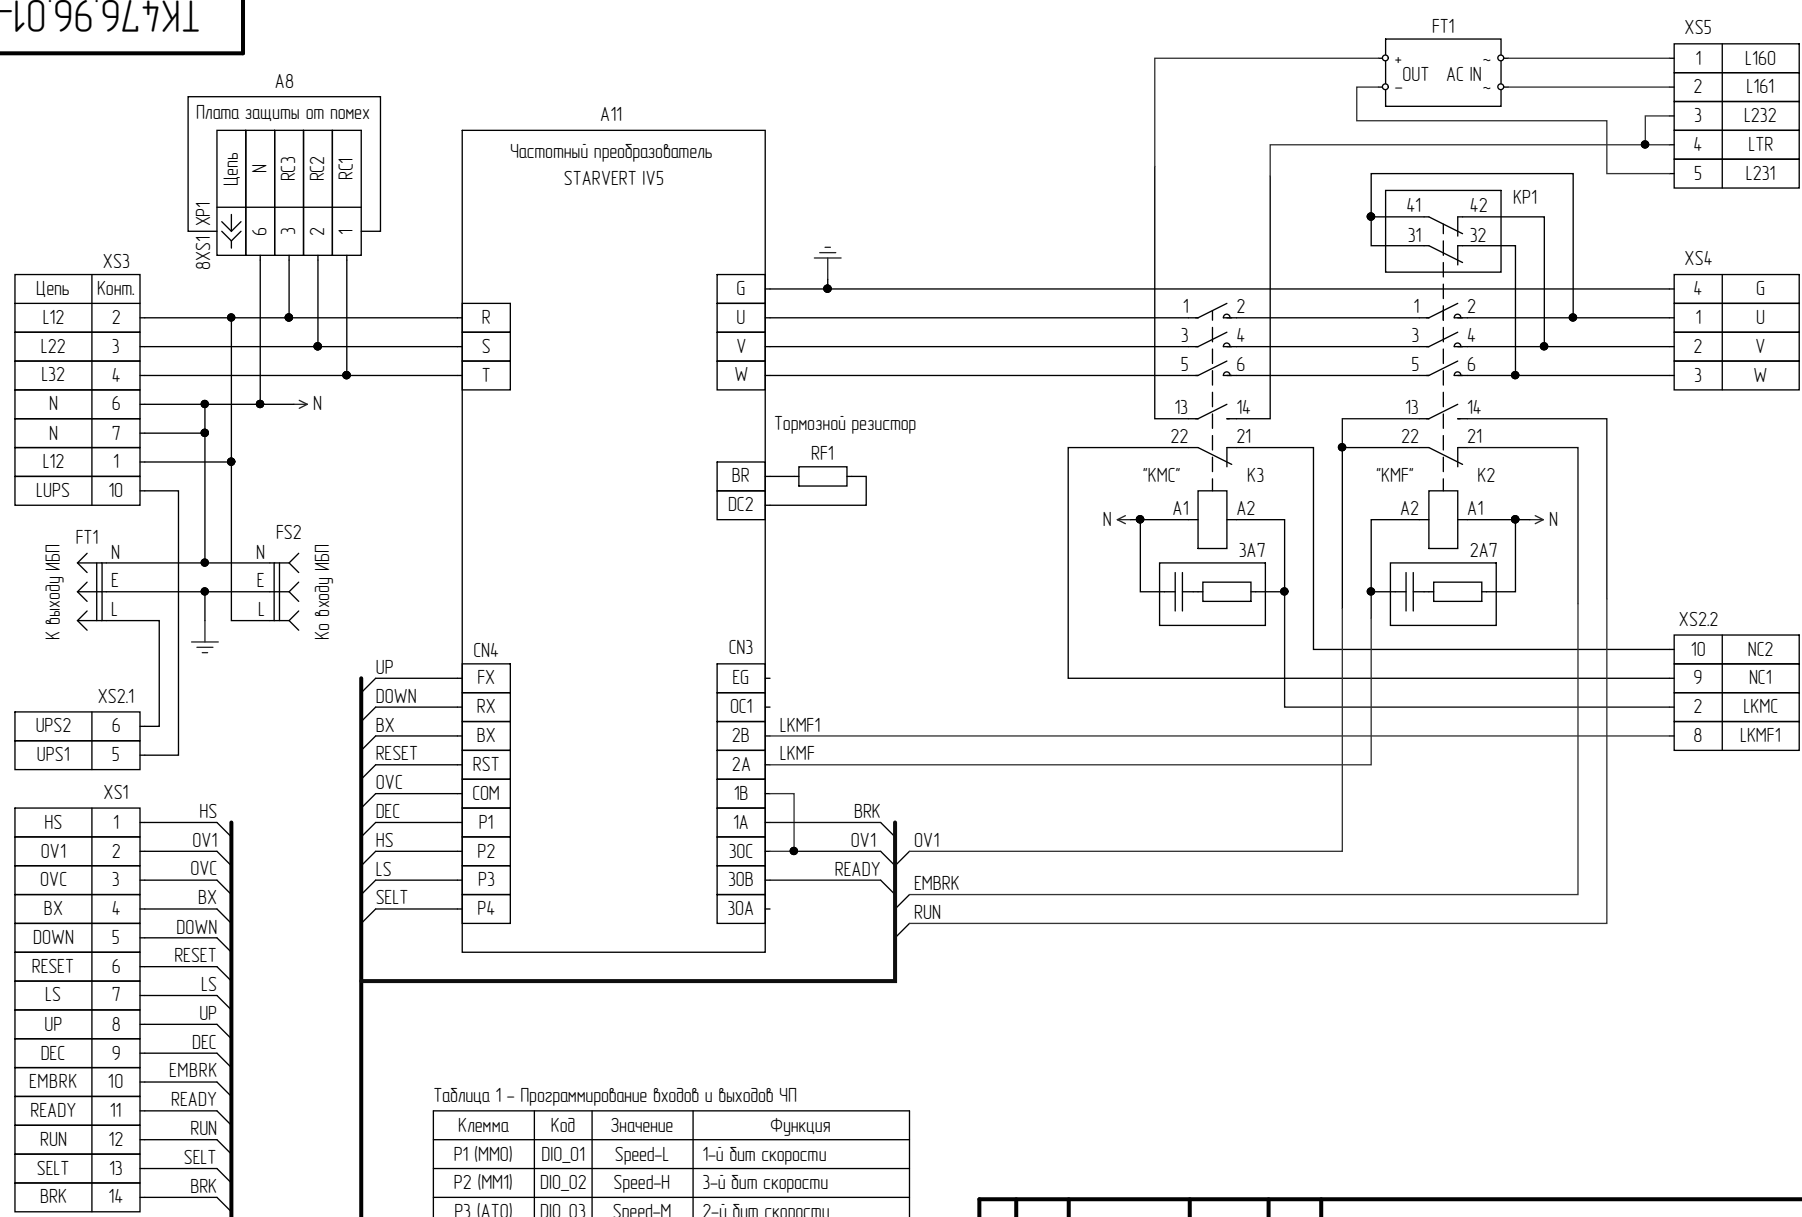 ТК476.96.01-
A8
Плата защиты от помех
Цепь N RC3 RC2 RC1
8XS1 XP1
6 3 2 1
XS3
Цепь Конт.
L12 2
L22 3
L32 4
N 6
N 7
L12 1
LUPS 10
N
FT1
К выходу ИБП
N
E
L
FS2
N
E
L
Ко входу ИБП
XS2.1
UPS2 6
UPS1 5
XS1
HS 1 HS
OV1 2 OV1
OVC 3 OVC
BX 4 BX
DOWN 5 DOWN
RESET 6 RESET
LS 7 LS
UP 8 UP
DEC 9 DEC
EMBRK 10 EMBRK
READY 11 READY
RUN 12 RUN
SELT 13 SELT
BRK 14 BRK
A11
Частотный преобразователь
STARVERT IV5
R
S
T
G
U
V
W
BR
DC2
Тормозной резистор
RF1
CN4
UP FX
DOWN RX
BX BX
RESET RST
OVC COM
DEC P1
HS P2
LS P3
SELT P4
CN3
EG
OC1
2B LKMF1
2A LKMF
1B
1A BRK
30C OV1
30B READY
30A
OV1
EMBRK
RUN
FT1
+ ~
OUT AC IN
− ~
XS5
1 L160
2 L161
3 L232
4 LTR
5 L231
KP1
41 42
31 32
XS4
4 G
1 U
2 V
3 W
1 2
3 4
5 6
13 14
22 21
"KMC" K3
N A1 A2
3A7
1 2
3 4
5 6
13 14
22 21
"KMF" K2
A2 A1 N
2A7
XS2.2
10 NC2
9 NC1
2 LKMC
8 LKMF1
Таблица 1 – Программирование входов и выходов ЧП
Клемма Код Значение Функция
P1 (MM0) DIO_01 Speed-L 1-й бит скорости
P2 (MM1) DIO_02 Speed-H 3-й бит скорости
P3 (AT0) DIO_03 Speed-M 2-й бит скорости